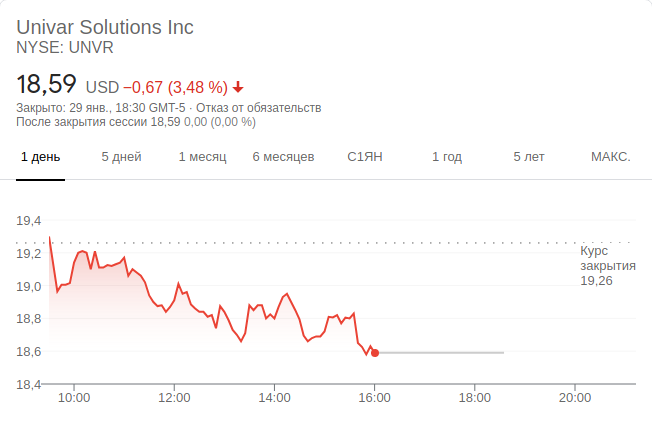 Univar Solutions Inc
NYSE: UNVR
18,59 USD −0,67 (3,48 %)
Закрыто: 29 янв., 18:30 GMT-5 · Отказ от обязательств
После закрытия сессии 18,59 0,00 (0,00 %)
1 день 5 дней 1 месяц 6 месяцев С1ЯН 1 год 5 лет МАКС.
19,4
19,2
19,0
18,8
18,6
18,4
Курс
закрытия
19,26
10:00 12:00 14:00 16:00 18:00 20:00